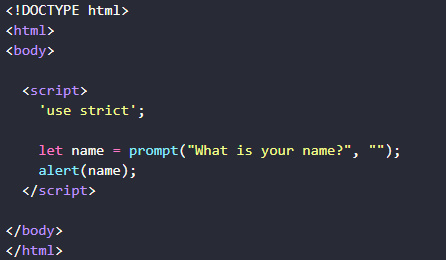 <!DOCTYPE html>
<html>
<body>
<script>
'use strict';
let name = prompt("What is your name?", "");
alert(name);
</script>
</body>
</html>